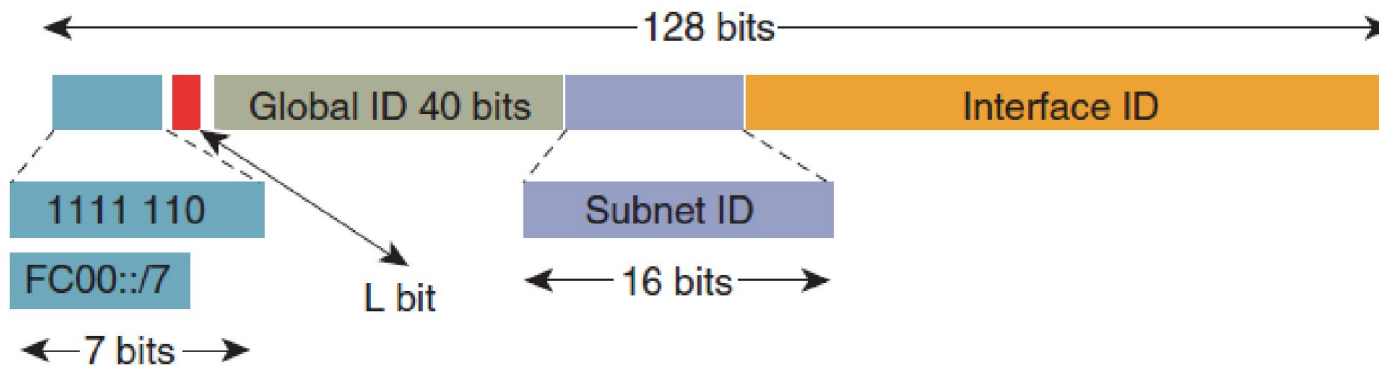 128 bits
Global ID 40 bits
Interface ID
1111 110
Subnet ID
FC00::/7
L bit
16 bits
7 bits